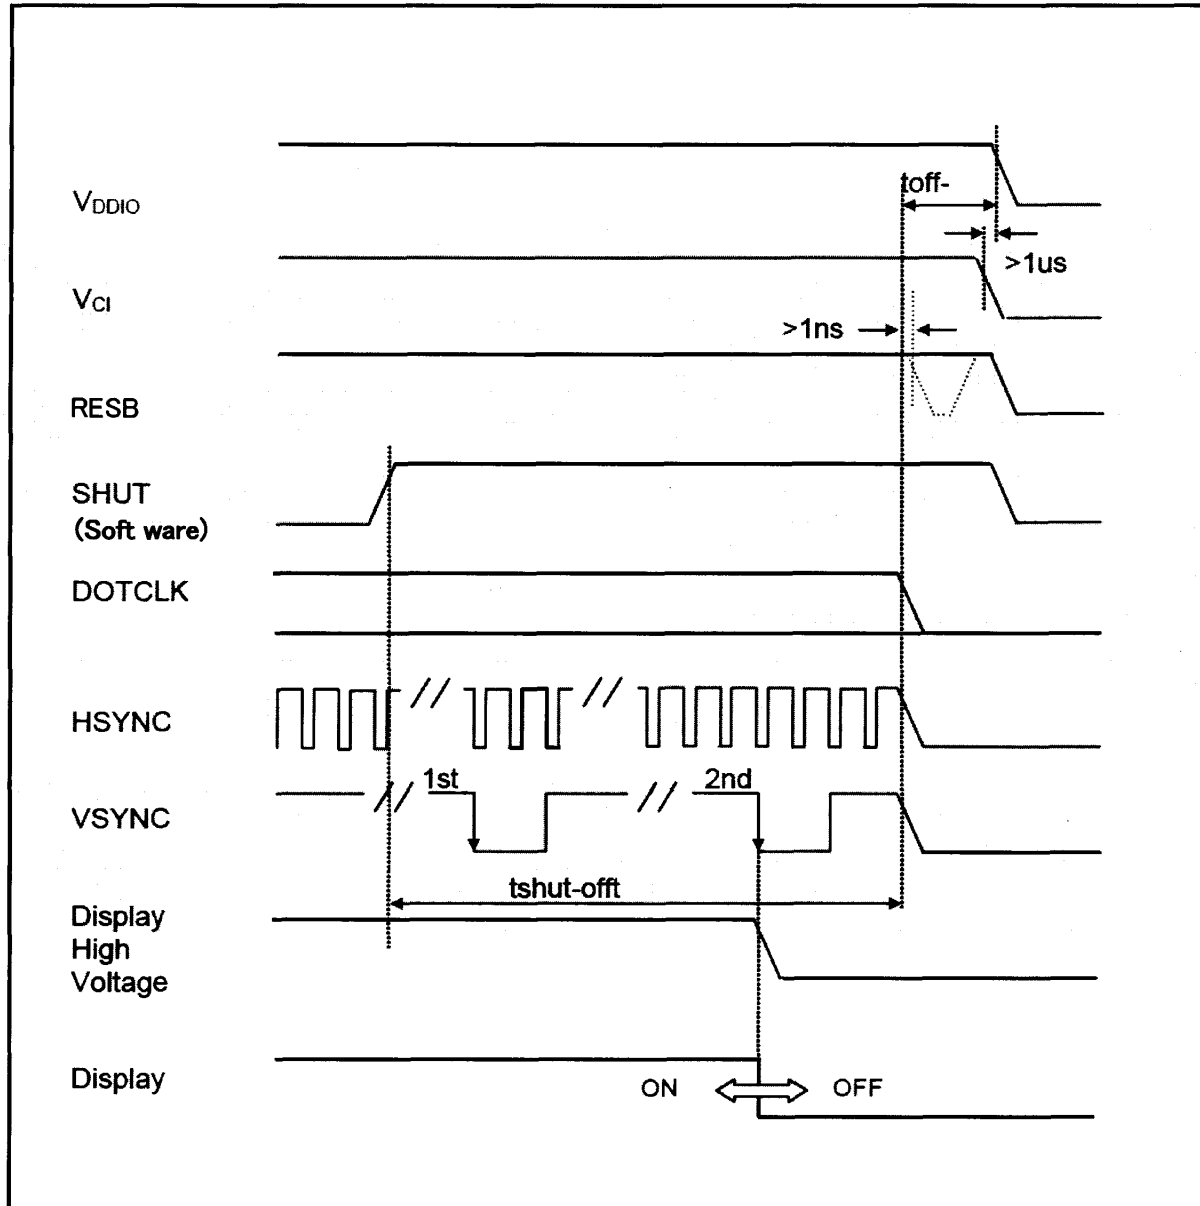 toff-
VDDIO
>1us
VCI
>1ns
RESB
SHUT
(Soft ware)
DOTCLK
HSYNC
1st
2nd
VSYNC
tshut-offt
Display
High
Voltage
Display
ON
OFF